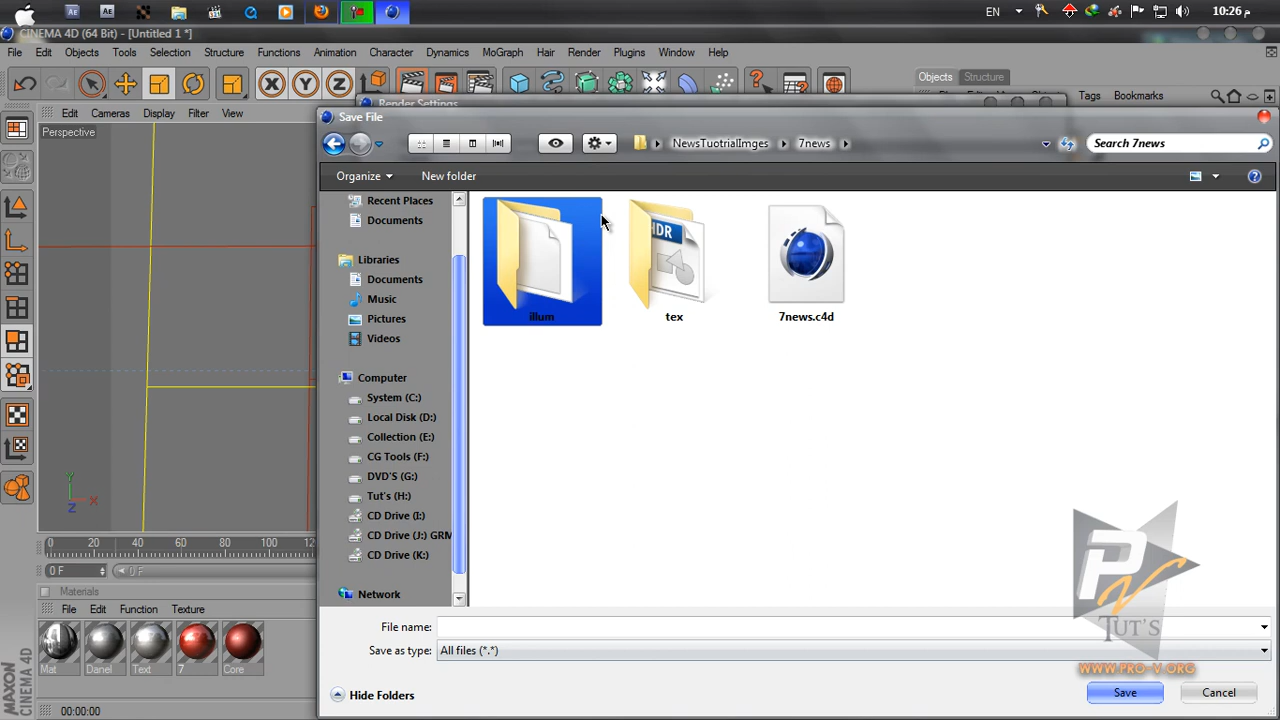 EN
10:26 م
CINEMA 4D (64 Bit) - [Untitled 1 *]
File Edit Objects Tools Selection Structure Functions Animation Character Dynamics MoGraph Hair Render Plugins Window Help
Objects Structure
Edit Cameras Display Filter View
Tags Bookmarks
Render Settings
Perspective
Save File
NewsTuotrialImges 7news
Search 7news
Organize New folder
Recent Places
Documents
Libraries
Documents
Music
Pictures
Videos
Computer
System (C:)
Local Disk (D:)
Collection (E:)
CG Tools (F:)
DVD'S (G:)
Tut's (H:)
CD Drive (I:)
CD Drive (J:) GRM
CD Drive (K:)
Network
HDR
illum
tex
7news.c4d
X Y Z
Y
X
Z
0 20 40 60 80 100
0 F
0 F
Materials
File Edit Function Texture
Mat Danel Text 7 Core
00:00:00
MAXON
CINEMA 4D
File name:
Save as type: All files (*.*)
Hide Folders
Save Cancel
PV
TUT'S
WWW.PRO-V.ORG